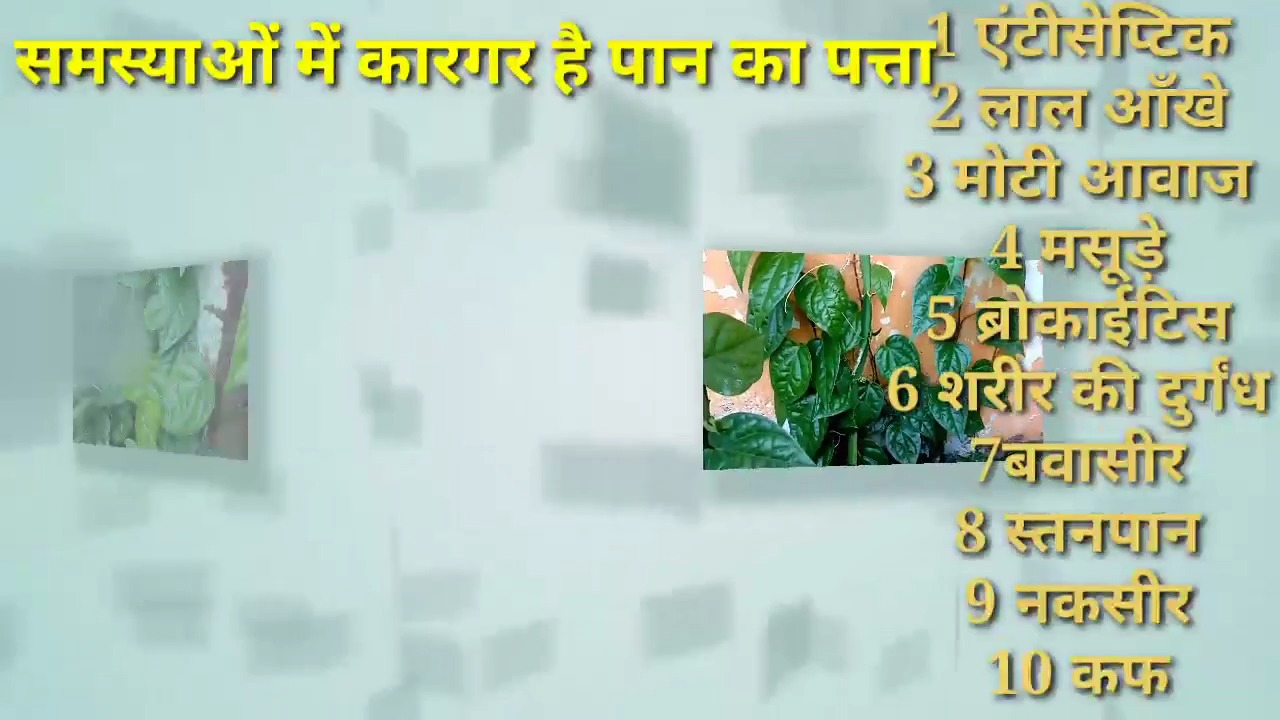 समस्याओं में कारगर है पान का पत्ता
1 एंटीसेप्टिक
2 लाल आँखे
3 मोटी आवाज
4 मसूड़े
5 ब्रोकाईटिस
6 शरीर की दुर्गंध
7बवासीर
8 स्तनपान
9 नकसीर
10 कफ